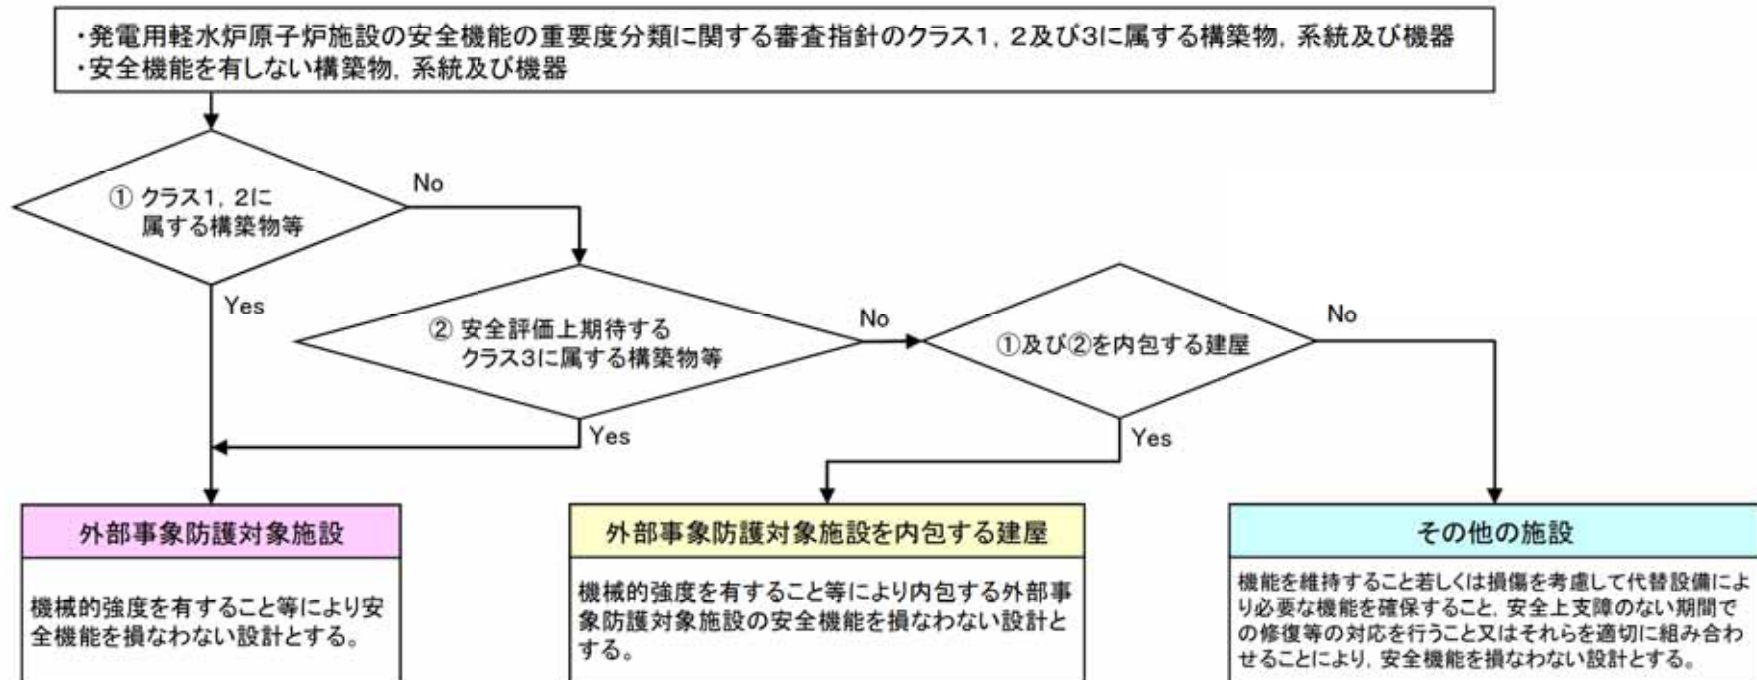 ・発電用軽水炉原子炉施設の安全機能の重要度分類に関する審査指針のクラス1，2及び3に属する構築物，系統及び機器
・安全機能を有しない構築物，系統及び機器
① クラス1，2に
属する構築物等
No
Yes
② 安全評価上期待する
クラス3に属する構築物等
No
Yes
①及び②を内包する建屋
No
Yes
外部事象防護対象施設
機械的強度を有すること等により安
全機能を損なわない設計とする。
外部事象防護対象施設を内包する建屋
機械的強度を有すること等により内包する外部事
象防護対象施設の安全機能を損なわない設計と
する。
その他の施設
機能を維持すること若しくは損傷を考慮して代替設備によ
り必要な機能を確保すること，安全上支障のない期間で
の修復等の対応を行うこと又はそれらを適切に組み合わ
せることにより，安全機能を損なわない設計とする。